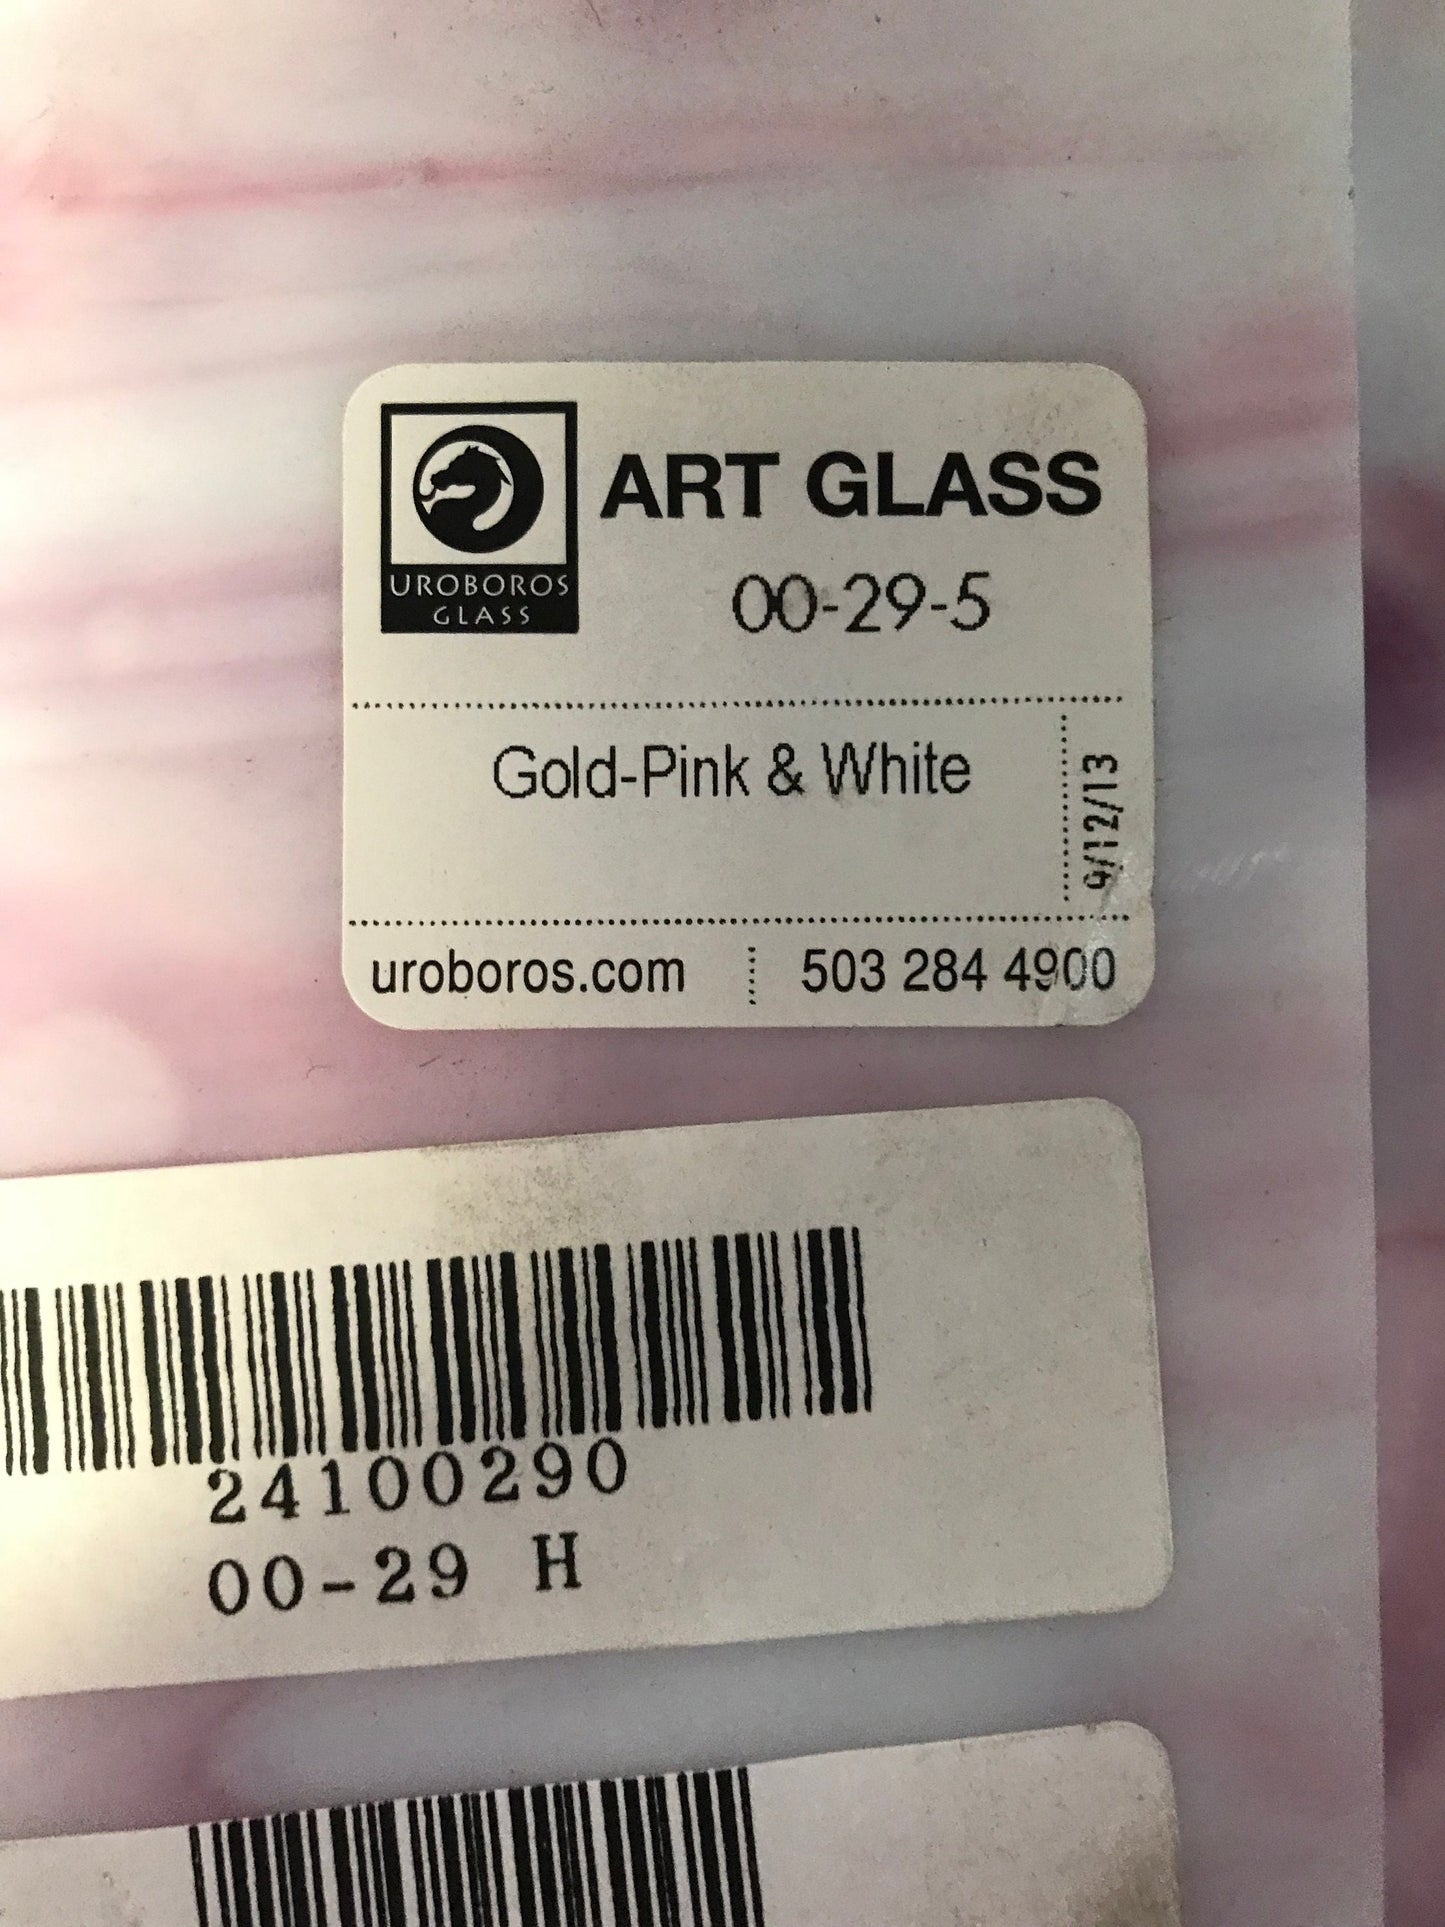 UROBOROS
GLASS
ART GLASS
00-29-5
Gold-Pink & White
9/12/13
uroboros.com
503 284 4900
24100290
00-29 H